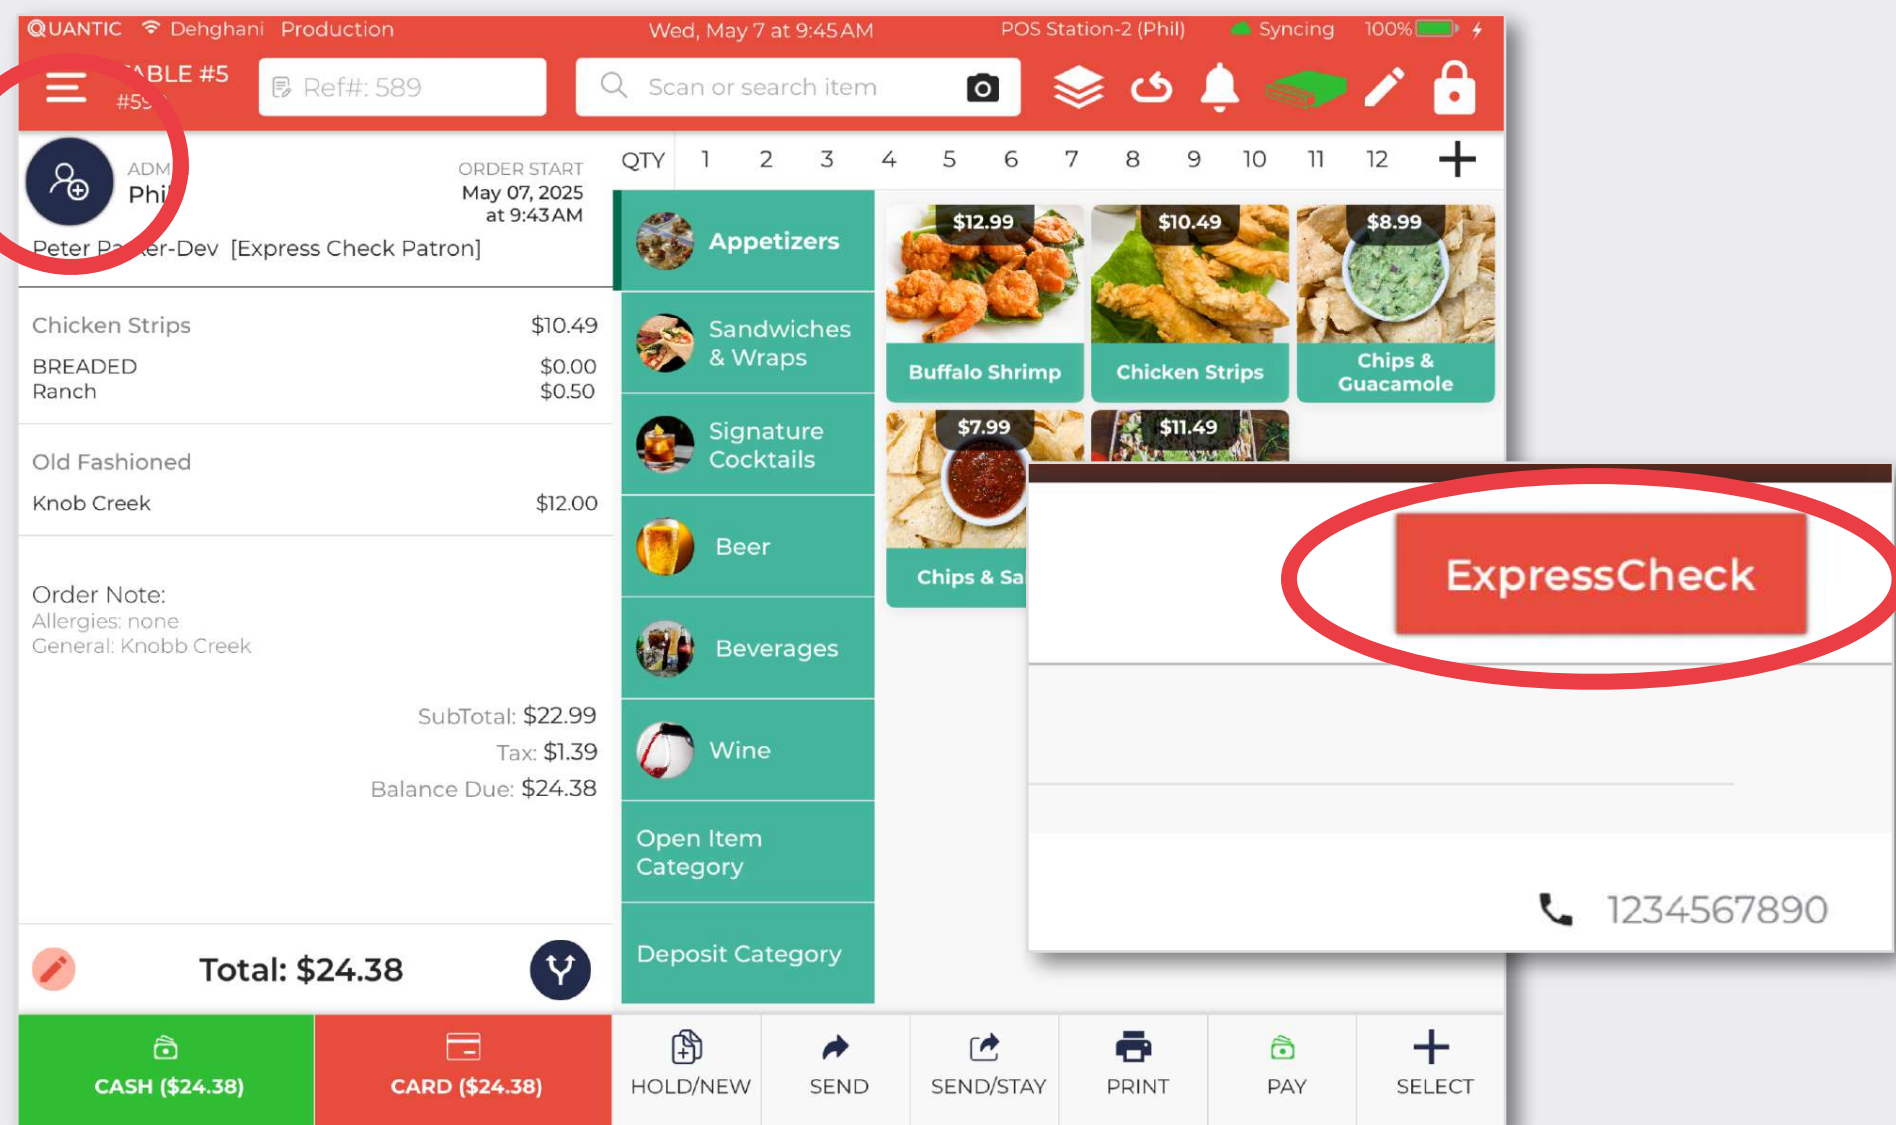 QUANTIC Dehghani Production
Wed, May 7 at 9:45 AM
POS Station-2 (Phil)
Syncing
100%
TABLE #5
Ref#: 589
Scan or search item
Phil
ORDER START
May 07, 2025
at 9:43 AM
Peter Parker-Dev [Express Check Patron]
Chicken Strips $10.49
BREADED $0.00
Ranch $0.50
Old Fashioned
Knob Creek $12.00
Order Note:
Allergies: none
General: Knobb Creek
SubTotal: $22.99
Tax: $1.39
Balance Due: $24.38
Total: $24.38
CASH ($24.38)
CARD ($24.38)
QTY 1 2 3 4 5 6 7 8 9 10 11 12
Appetizers
Sandwiches
& Wraps
Signature
Cocktails
Beer
Beverages
Wine
Open Item
Category
Deposit Category
$12.99
Buffalo Shrimp
$10.49
Chicken Strips
$8.99
Chips &
Guacamole
$7.99
Chips & Sa
$11.49
ExpressCheck
1234567890
HOLD/NEW
SEND
SEND/STAY
PRINT
PAY
SELECT